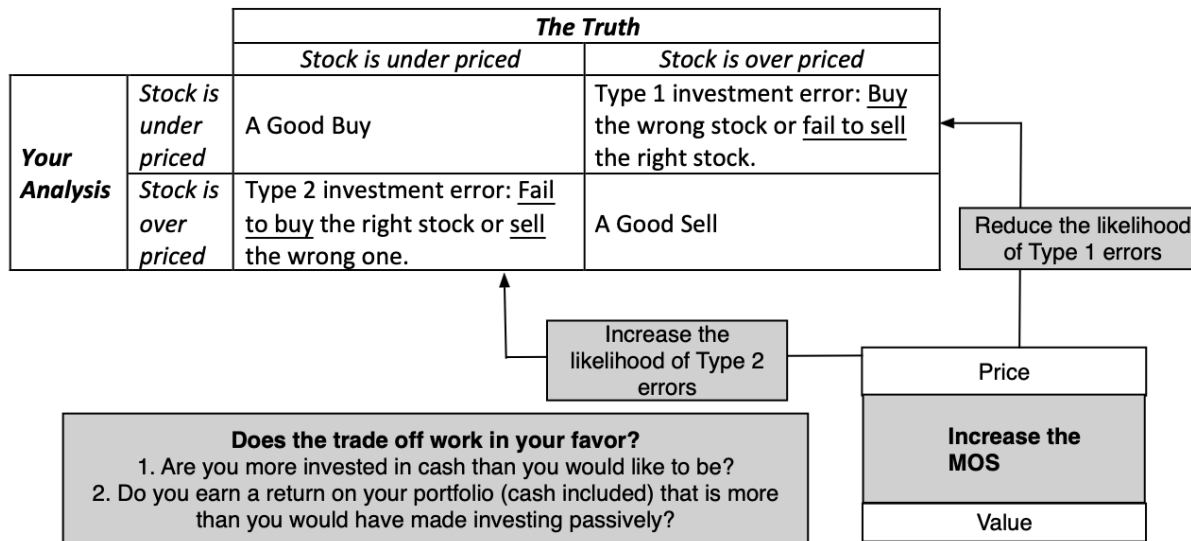 The Truth
Stock is under priced
Stock is over priced
Your
Analysis
Stock is
under
priced
A Good Buy
Type 1 investment error: Buy
the wrong stock or fail to sell
the right stock.
Stock is
over
priced
Type 2 investment error: Fail
to buy the right stock or sell
the wrong one.
A Good Sell
Reduce the likelihood
of Type 1 errors
Increase the
likelihood of Type 2
errors
Price
Increase the
MOS
Value
Does the trade off work in your favor?
1. Are you more invested in cash than you would like to be?
2. Do you earn a return on your portfolio (cash included) that is more
than you would have made investing passively?